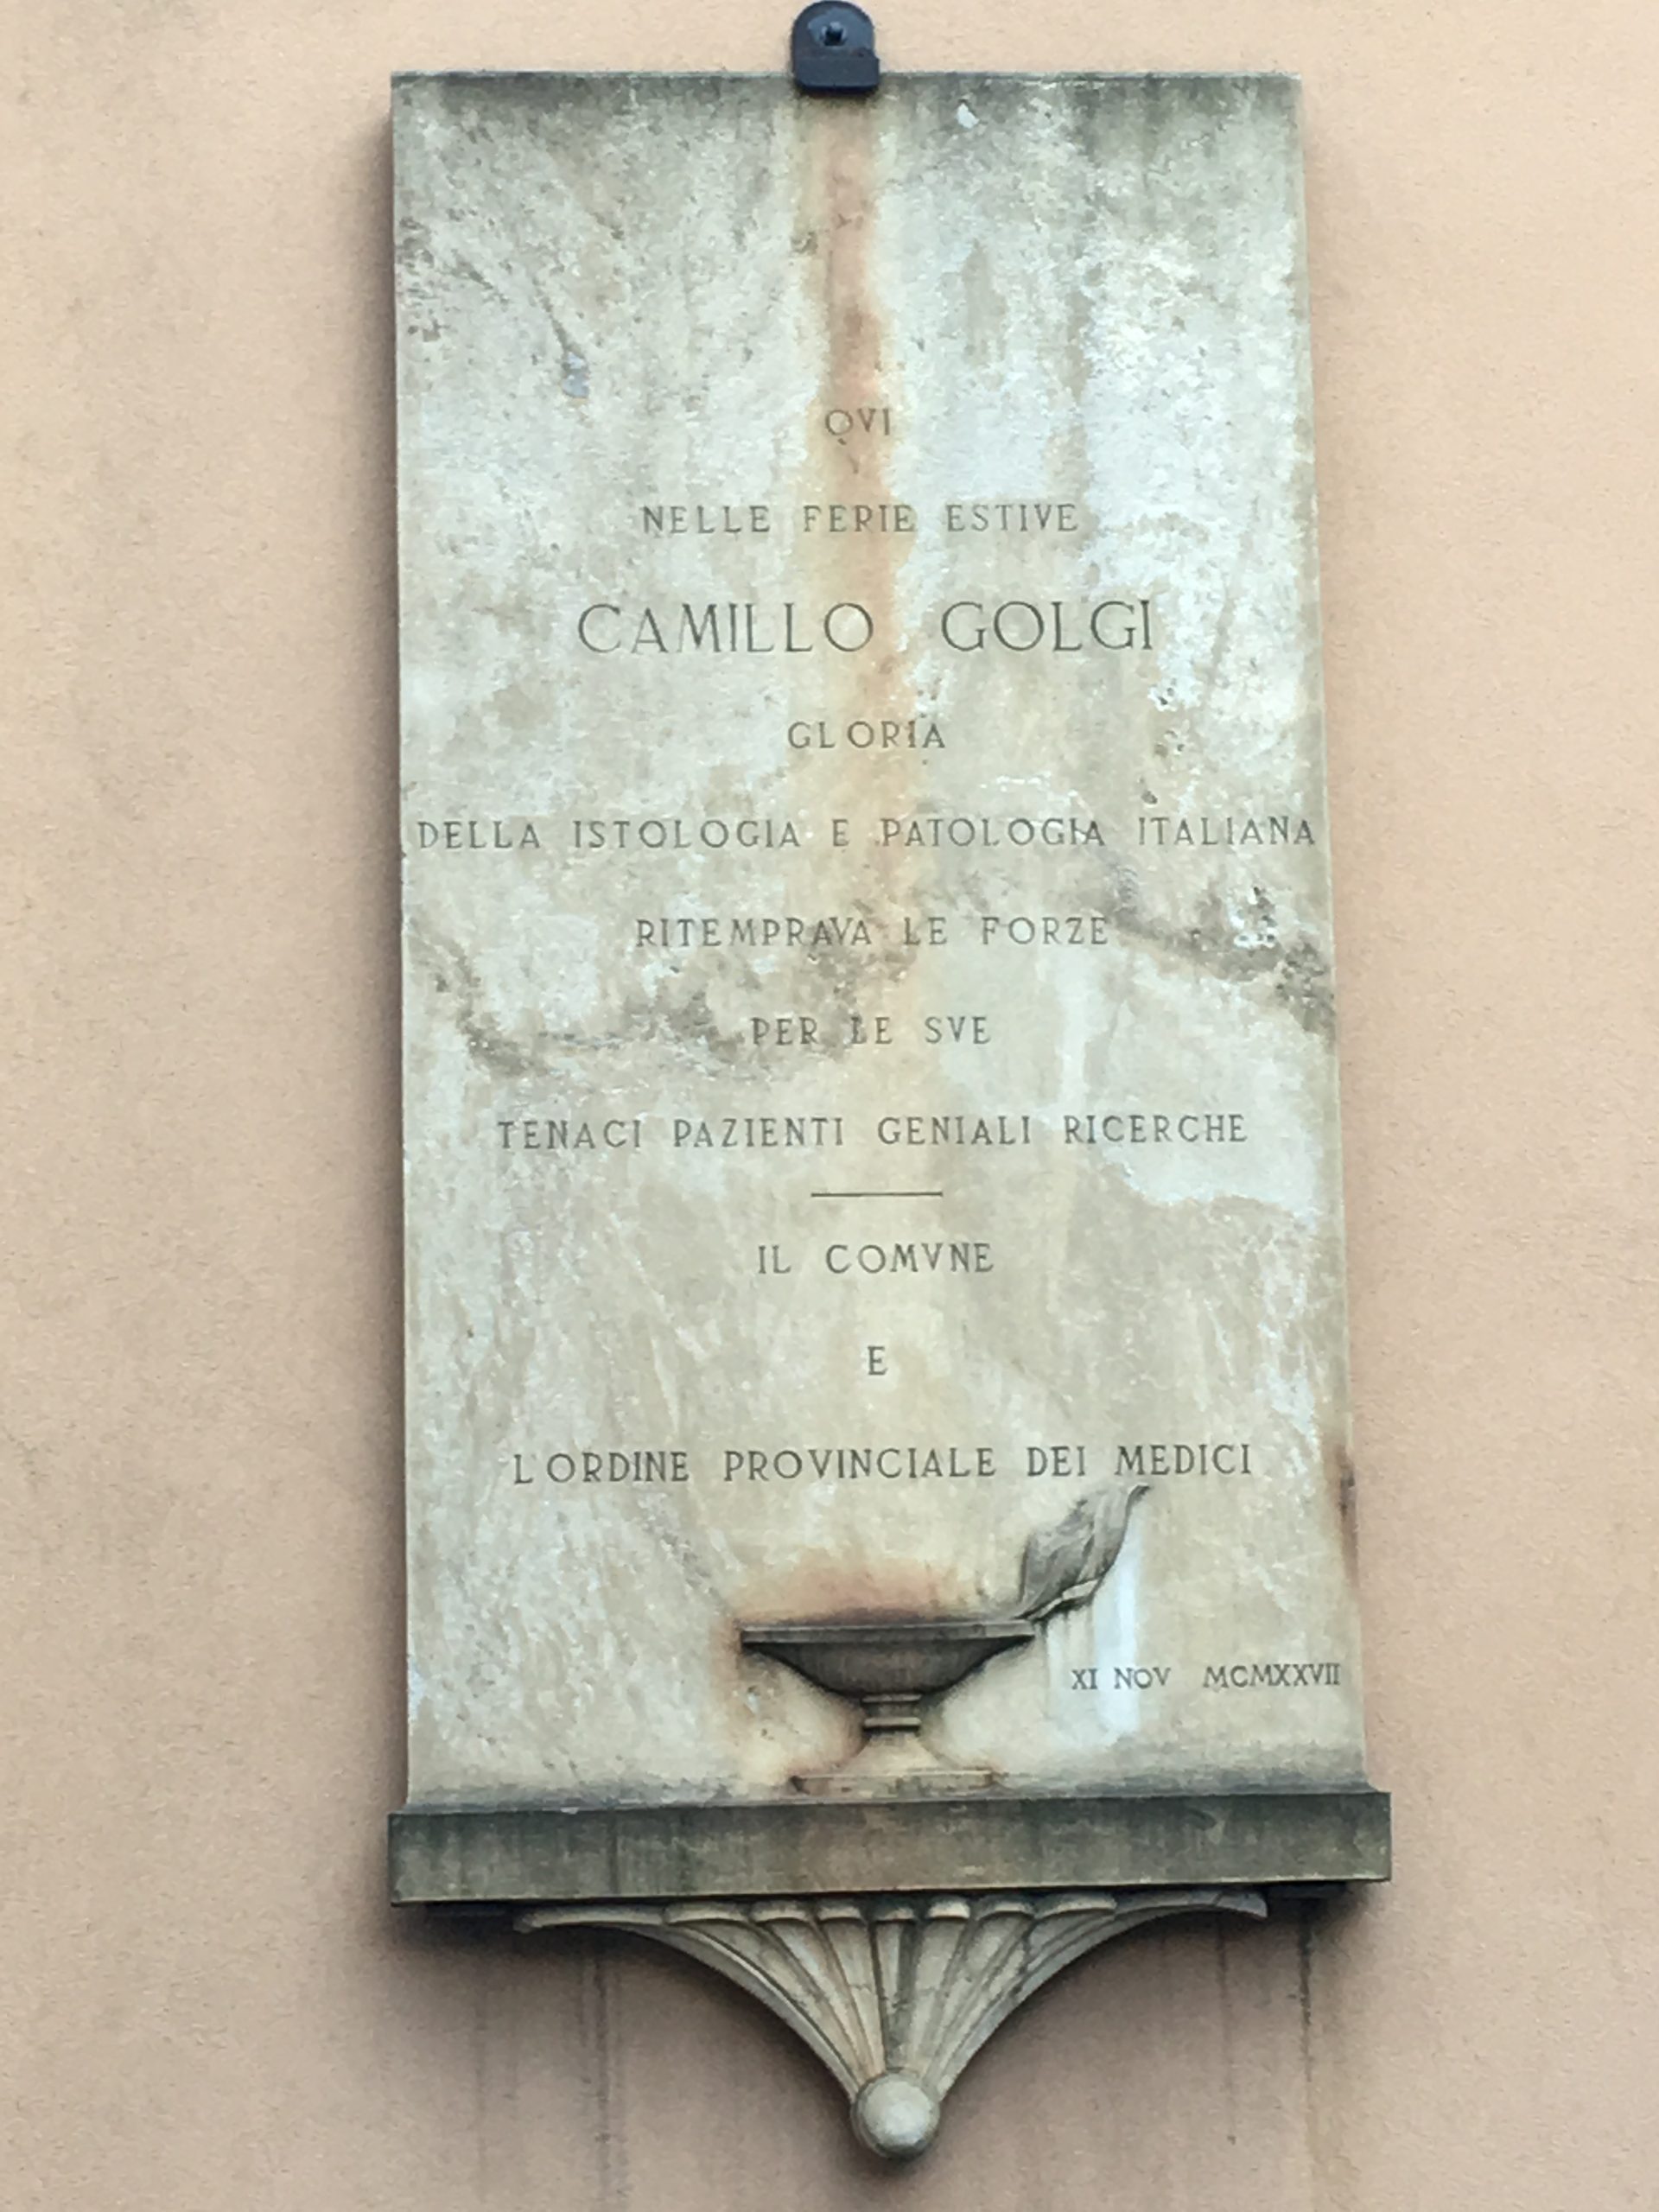 QVI
NELLE FERIE ESTIVE
CAMILLO GOLGI
GLORIA
DELLA ISTOLOGIA E PATOLOGIA ITALIANA
RITEMPRAVA LE FORZE
PER LE SVE
TENACI PAZIENTI GENIALI RICERCHE
IL COMVNE
E
L'ORDINE PROVINCIALE DEI MEDICI
XI NOV MCMXXVII